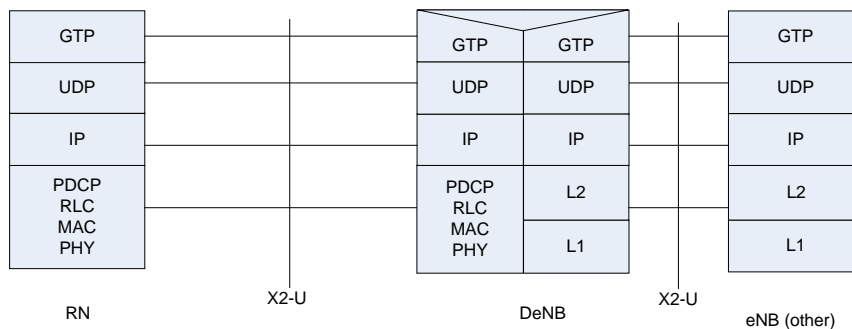 GTP
GTP
GTP
GTP
UDP
UDP
UDP
UDP
IP
IP
IP
IP
PDCP
RLC
MAC
PHY
PDCP
RLC
MAC
PHY
L2
L1
L2
L1
X2-U
X2-U
RN
DeNB
eNB (other)